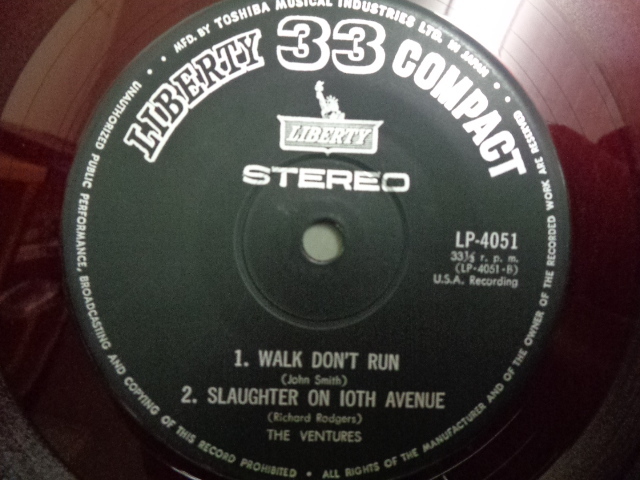 MFD. BY TOSHIBA MUSICAL INDUSTRIES LTD. IN JAPAN
LIBERTY 33 COMPACT
LIBERTY
STEREO
LP-4051
33⅓ r. p. m.
(LP-4051-B)
U.S.A. Recording
1. WALK DON'T RUN
(John Smith)
2. SLAUGHTER ON 10TH AVENUE
(Richard Rodgers)
THE VENTURES
UNAUTHORIZED PUBLIC PERFORMANCE, BROADCASTING AND COPYING OF THIS RECORD PROHIBITED • ALL RIGHTS OF THE MANUFACTURER AND OF THE OWNER OF THE RECORDED WORK ARE RESERVED